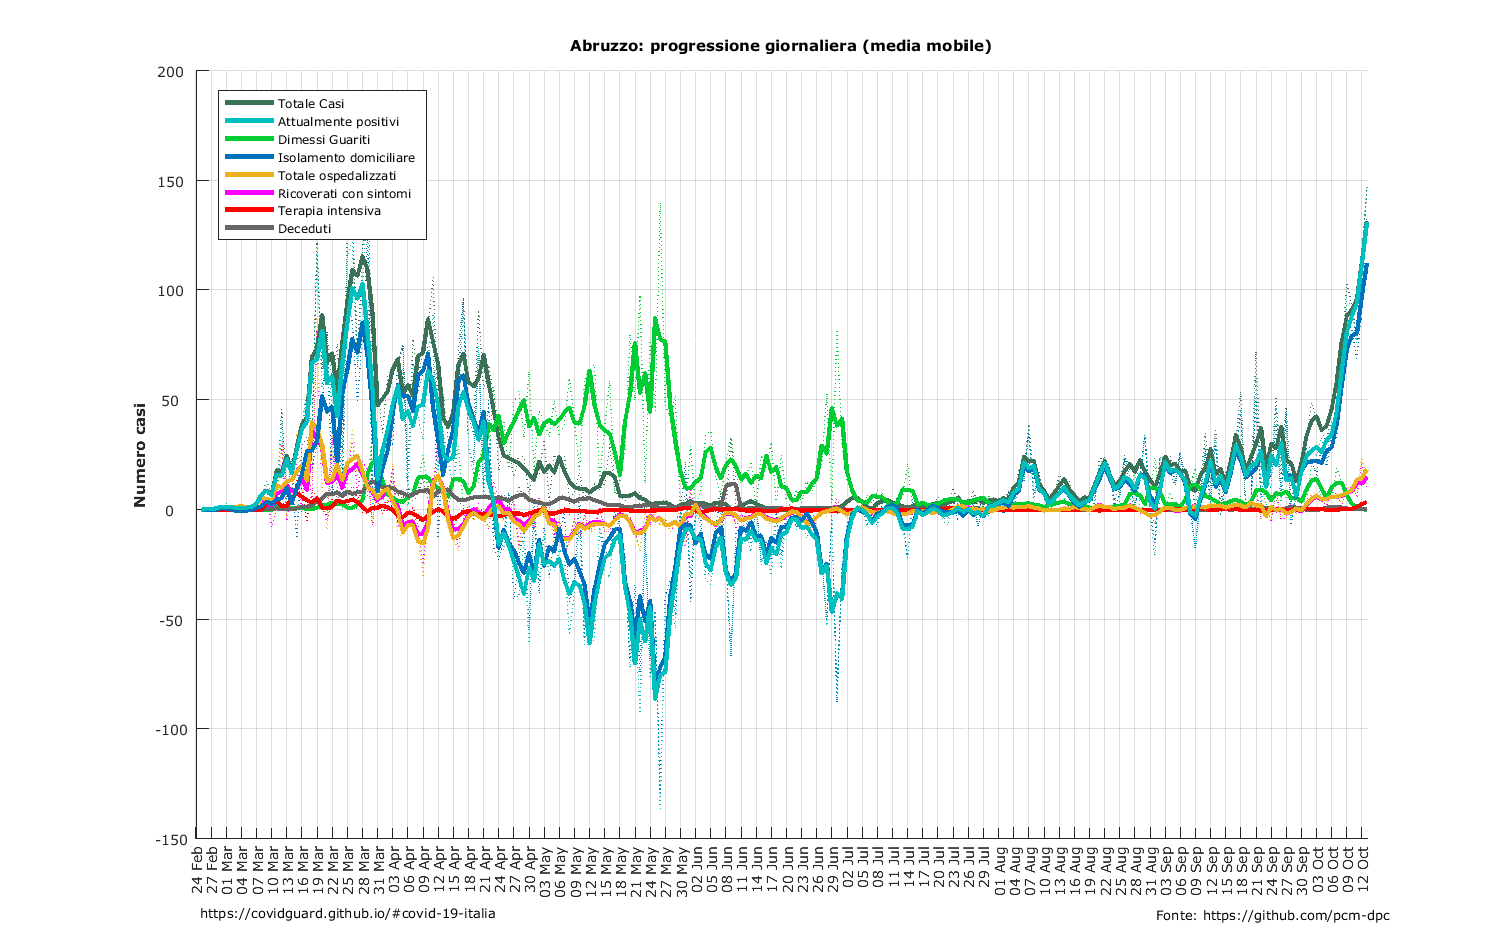 Abruzzo: progressione giornaliera (media mobile)
200
150
100
50
0
-50
-100
-150
Numero casi
Totale Casi
Attualmente positivi
Dimessi Guariti
Isolamento domiciliare
Totale ospedalizzati
Ricoverati con sintomi
Terapia intensiva
Deceduti
24 Feb
27 Feb
01 Mar
04 Mar
07 Mar
10 Mar
13 Mar
16 Mar
19 Mar
22 Mar
25 Mar
28 Mar
31 Mar
03 Apr
06 Apr
09 Apr
12 Apr
15 Apr
18 Apr
21 Apr
24 Apr
27 Apr
30 Apr
03 May
06 May
09 May
12 May
15 May
18 May
21 May
24 May
27 May
30 May
02 Jun
05 Jun
08 Jun
11 Jun
14 Jun
17 Jun
20 Jun
23 Jun
26 Jun
29 Jun
02 Jul
05 Jul
08 Jul
11 Jul
14 Jul
17 Jul
20 Jul
23 Jul
26 Jul
29 Jul
01 Aug
04 Aug
07 Aug
10 Aug
13 Aug
16 Aug
19 Aug
22 Aug
25 Aug
28 Aug
31 Aug
03 Sep
06 Sep
09 Sep
12 Sep
15 Sep
18 Sep
21 Sep
24 Sep
27 Sep
30 Sep
03 Oct
06 Oct
09 Oct
12 Oct
https://covidguard.github.io/#covid-19-italia
Fonte: https://github.com/pcm-dpc